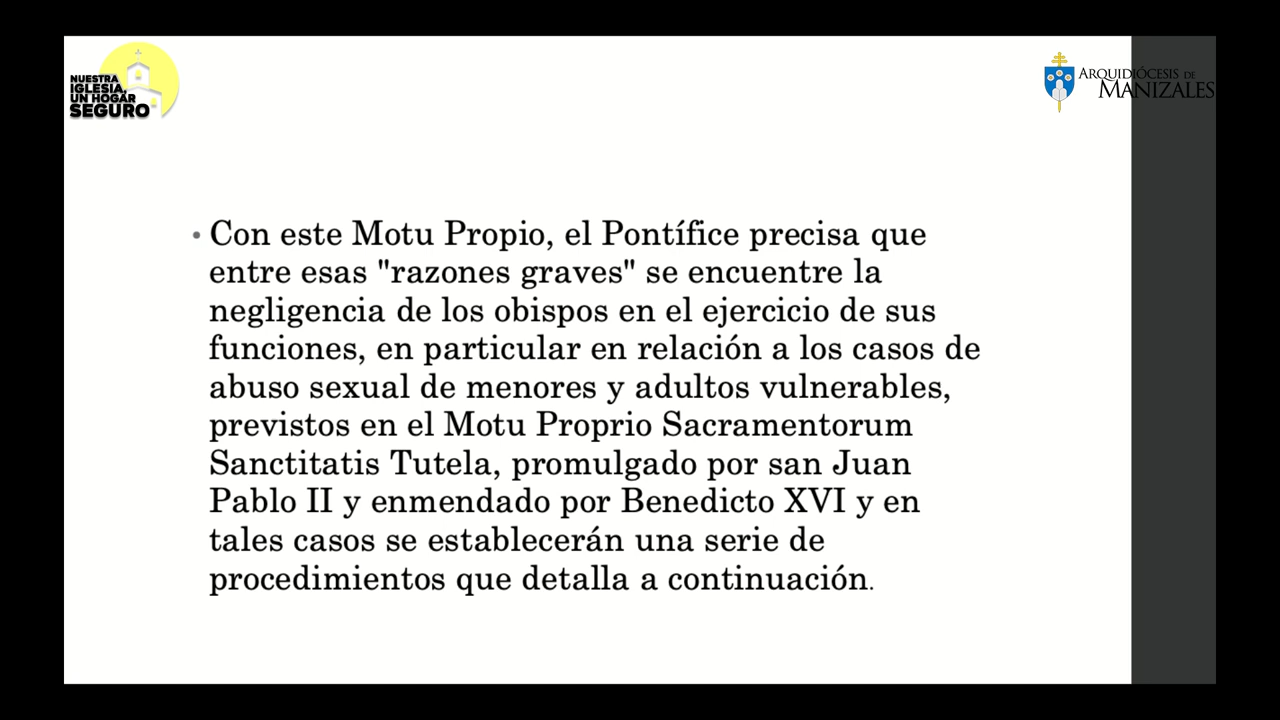 NUESTRA
IGLESIA,
UN HOGAR
SEGURO
ARQUIDIÓCESIS DE
MANIZALES
• Con este Motu Propio, el Pontífice precisa que
entre esas "razones graves" se encuentre la
negligencia de los obispos en el ejercicio de sus
funciones, en particular en relación a los casos de
abuso sexual de menores y adultos vulnerables,
previstos en el Motu Proprio Sacramentorum
Sanctitatis Tutela, promulgado por san Juan
Pablo II y enmendado por Benedicto XVI y en
tales casos se establecerán una serie de
procedimientos que detalla a continuación.